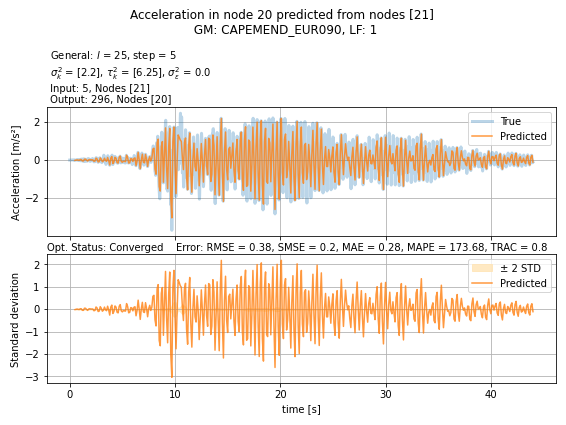 Acceleration in node 20 predicted from nodes [21]
GM: CAPEMEND_EUR090, LF: 1
General: l = 25, step = 5
σ²ₖ = [2.2], τ²ₖ = [6.25], σ²ε = 0.0
Input: 5, Nodes [21]
Output: 296, Nodes [20]
Acceleration [m/s²]
2
0
−2
True
Predicted
Opt. Status: Converged Error: RMSE = 0.38, SMSE = 0.2, MAE = 0.28, MAPE = 173.68, TRAC = 0.8
Standard deviation
2
1
0
−1
−2
−3
± 2 STD
Predicted
0 10 20 30 40
time [s]